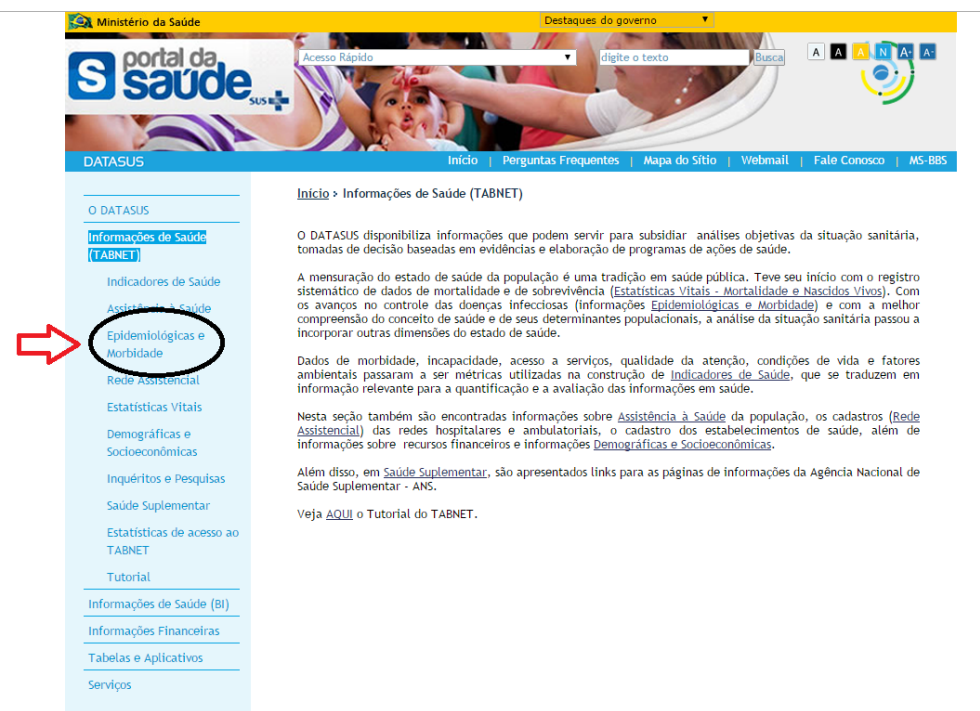 Ministério da Saúde
Destaques do governo
portal da
saúde
SUS
Acesso Rápido
digite o texto
Busca
A A A N A+ A-
DATASUS
Início | Perguntas Frequentes | Mapa do Sítio | Webmail | Fale Conosco | MS-BBS
O DATASUS
Informações de Saúde
(TABNET)
Indicadores de Saúde
Assistência à Saúde
Epidemiológicas e
Morbidade
Rede Assistencial
Estatísticas Vitais
Demográficas e
Socioeconômicas
Inquéritos e Pesquisas
Saúde Suplementar
Estatísticas de acesso ao
TABNET
Tutorial
Informações de Saúde (BI)
Informações Financeiras
Tabelas e Aplicativos
Serviços
Início > Informações de Saúde (TABNET)
O DATASUS disponibiliza informações que podem servir para subsidiar análises objetivas da situação sanitária,
tomadas de decisão baseadas em evidências e elaboração de programas de ações de saúde.
A mensuração do estado de saúde da população é uma tradição em saúde pública. Teve seu início com o registro
sistemático de dados de mortalidade e de sobrevivência (Estatísticas Vitais - Mortalidade e Nascidos Vivos). Com
os avanços no controle das doenças infecciosas (informações Epidemiológicas e Morbidade) e com a melhor
compreensão do conceito de saúde e de seus determinantes populacionais, a análise da situação sanitária passou a
incorporar outras dimensões do estado de saúde.
Dados de morbidade, incapacidade, acesso a serviços, qualidade da atenção, condições de vida e fatores
ambientais passaram a ser métricas utilizadas na construção de Indicadores de Saúde, que se traduzem em
informação relevante para a quantificação e a avaliação das informações em saúde.
Nesta seção também são encontradas informações sobre Assistência à Saúde da população, os cadastros (Rede
Assistencial) das redes hospitalares e ambulatoriais, o cadastro dos estabelecimentos de saúde, além de
informações sobre recursos financeiros e informações Demográficas e Socioeconômicas.
Além disso, em Saúde Suplementar, são apresentados links para as páginas de informações da Agência Nacional de
Saúde Suplementar - ANS.
Veja AQUI o Tutorial do TABNET.